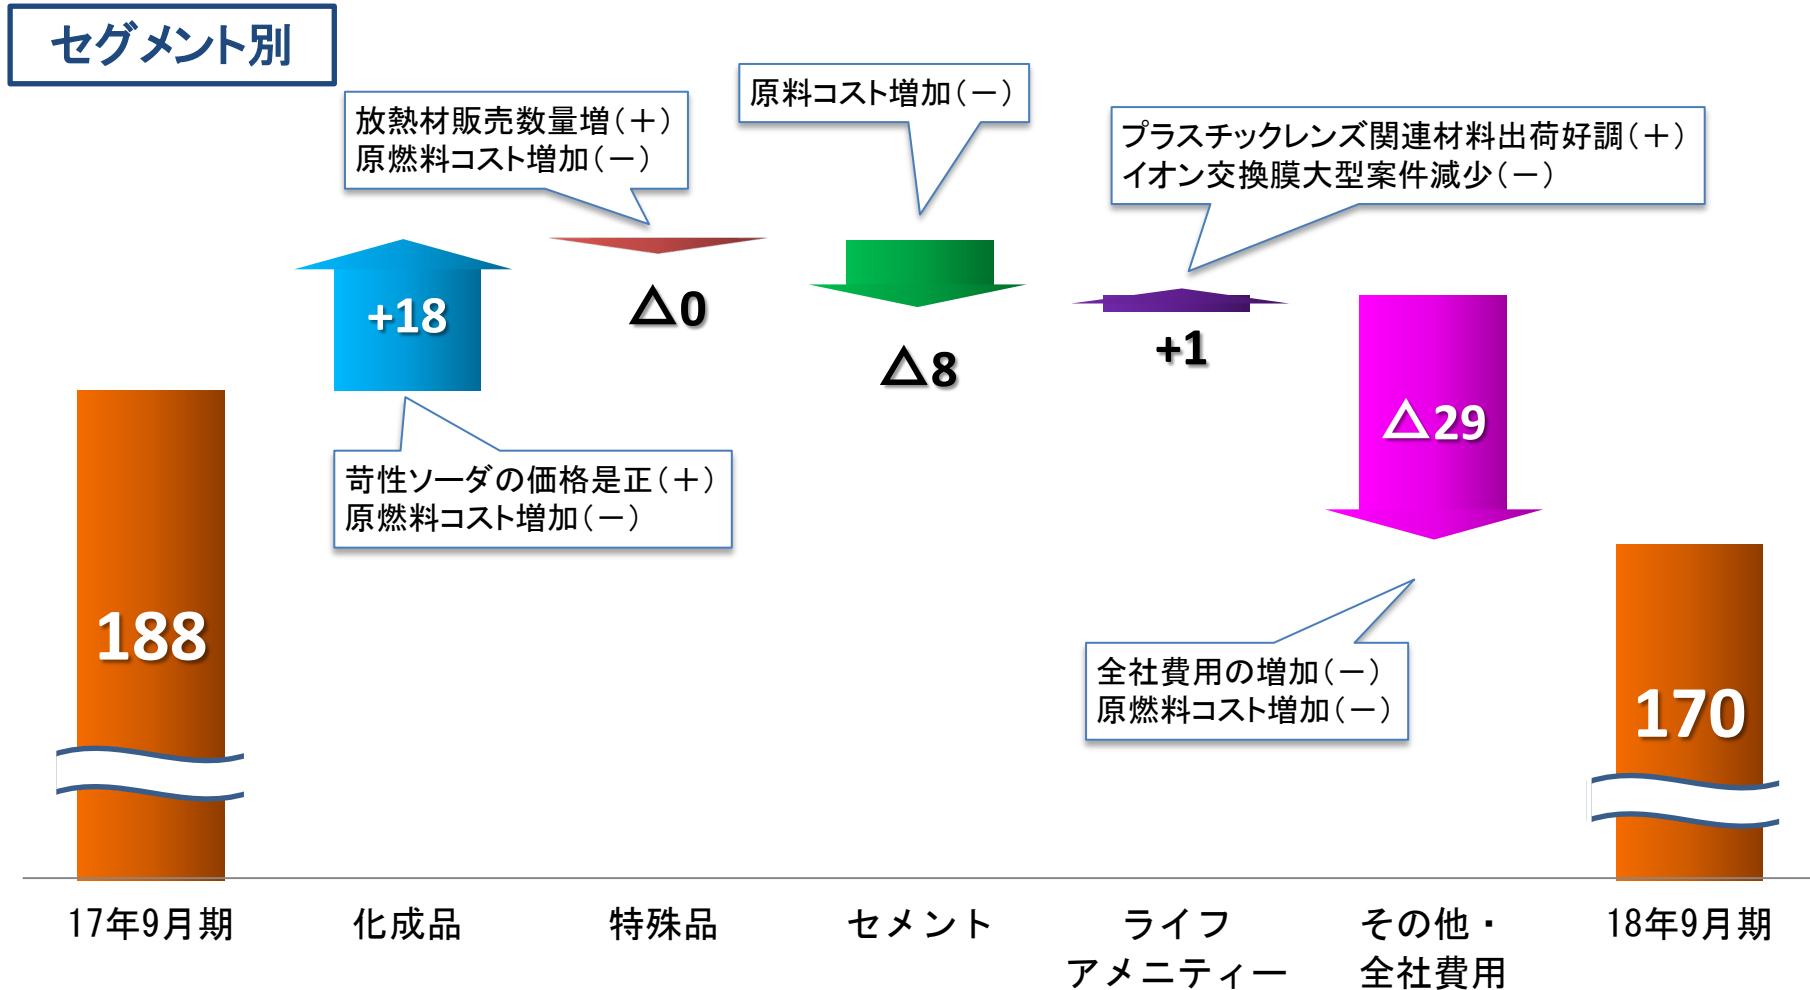 セグメント別
放熱材販売数量増(＋)
原燃料コスト増加(－)
原料コスト増加(－)
プラスチックレンズ関連材料出荷好調(＋)
イオン交換膜大型案件減少(－)
+18
△0
△8
+1
△29
苛性ソーダの価格是正(＋)
原燃料コスト増加(－)
188
全社費用の増加(－)
原燃料コスト増加(－)
170
17年9月期
化成品
特殊品
セメント
ライフ
アメニティー
その他・
全社費用
18年9月期